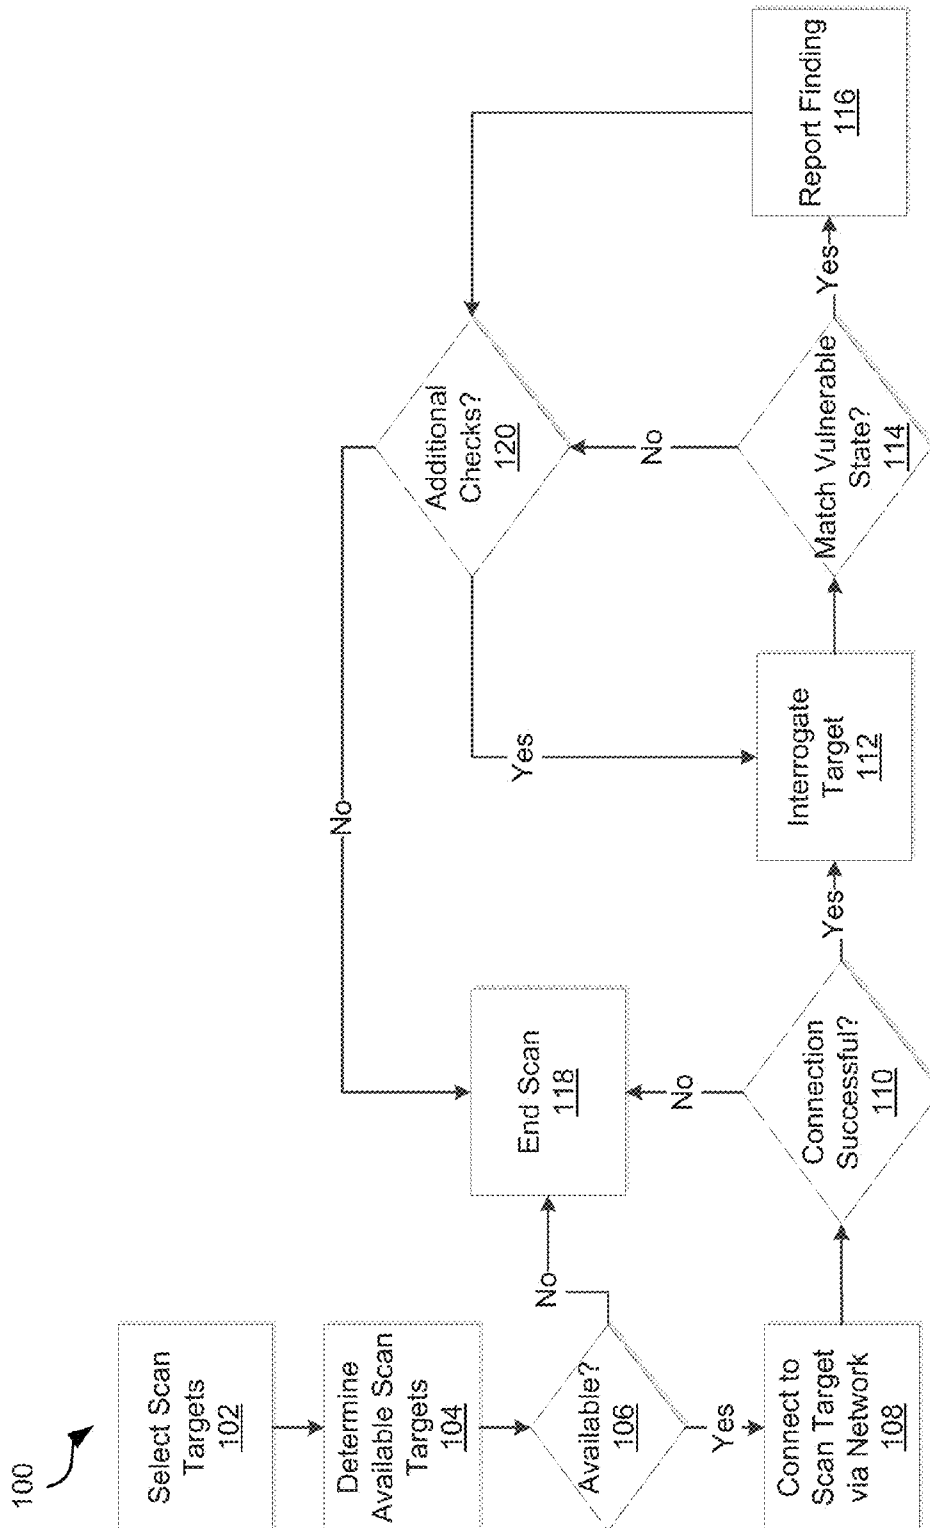 100
Select Scan
Targets
102
Determine
Available Scan
Targets
104
Available?
106
Yes
No
Connect to
Scan Target
via Network
108
Connection
Successful?
110
No
Yes
End Scan
118
Interrogate
Target
112
Match Vulnerable
State?
114
No
Yes
Report Finding
116
Additional
Checks?
120
Yes
No